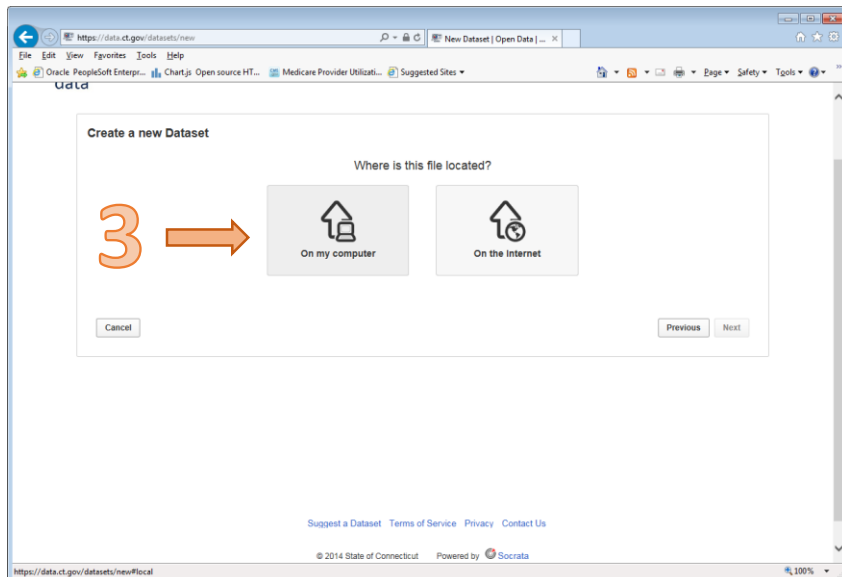 https://data.ct.gov/datasets/new
New Dataset | Open Data | ...
File Edit View Favorites Tools Help
Oracle PeopleSoft Enterpr... Chart.js Open source HT... Medicare Provider Utilizati... Suggested Sites
Page Safety Tools
data
Create a new Dataset
Where is this file located?
3
On my computer
On the Internet
Cancel
Previous
Next
Suggest a Dataset Terms of Service Privacy Contact Us
© 2014 State of Connecticut Powered by Socrata
https://data.ct.gov/datasets/new#local
100%